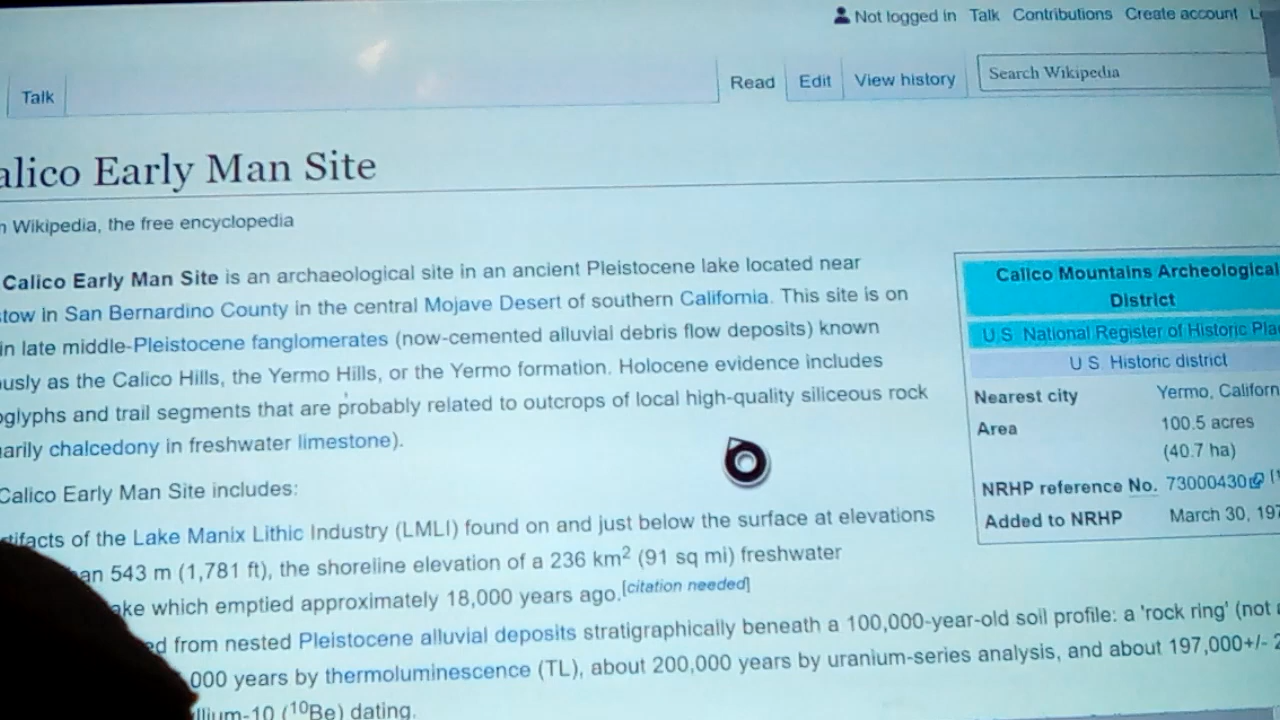 Not logged in Talk Contributions Create account
Talk
Read Edit View history
Search Wikipedia
alico Early Man Site
Wikipedia, the free encyclopedia
Calico Early Man Site is an archaeological site in an ancient Pleistocene lake located near
tow in San Bernardino County in the central Mojave Desert of southern California. This site is on
in late middle-Pleistocene fanglomerates (now-cemented alluvial debris flow deposits) known
usly as the Calico Hills, the Yermo Hills, or the Yermo formation. Holocene evidence includes
oglyphs and trail segments that are probably related to outcrops of local high-quality siliceous rock
arily chalcedony in freshwater limestone).
Calico Early Man Site includes:
tifacts of the Lake Manix Lithic Industry (LMLI) found on and just below the surface at elevations
an 543 m (1,781 ft), the shoreline elevation of a 236 km² (91 sq mi) freshwater
ake which emptied approximately 18,000 years ago.[citation needed]
ed from nested Pleistocene alluvial deposits stratigraphically beneath a 100,000-year-old soil profile: a 'rock ring' (not
000 years by thermoluminescence (TL), about 200,000 years by uranium-series analysis, and about 197,000+/-
llium-10 (¹⁰Be) dating.
Calico Mountains Archeological
District
U.S. National Register of Historic Plac
U.S. Historic district
Nearest city Yermo, Californ
Area 100.5 acres
(40.7 ha)
NRHP reference No. 73000430
Added to NRHP March 30, 197